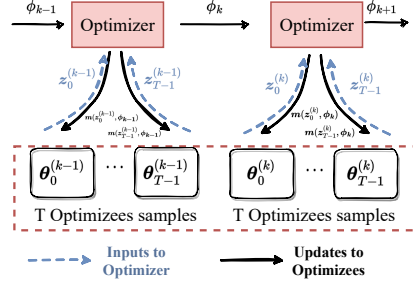 ϕ_{k-1} Optimizer ϕ_k Optimizer ϕ_{k+1}
z_0^{(k-1)} z_{T-1}^{(k-1)} z_0^{(k)} z_{T-1}^{(k)}
m(z_0^{(k-1)}, ϕ_{k-1}) m(z_0^{(k)}, ϕ_k)
m(z_{T-1}^{(k-1)}, ϕ_{k-1}) m(z_{T-1}^{(k)}, ϕ_k)
θ_0^{(k-1)} ... θ_{T-1}^{(k-1)} θ_0^{(k)} ... θ_{T-1}^{(k)}
T Optimizees samples T Optimizees samples
Inputs to
Optimizer
Updates to
Optimizees